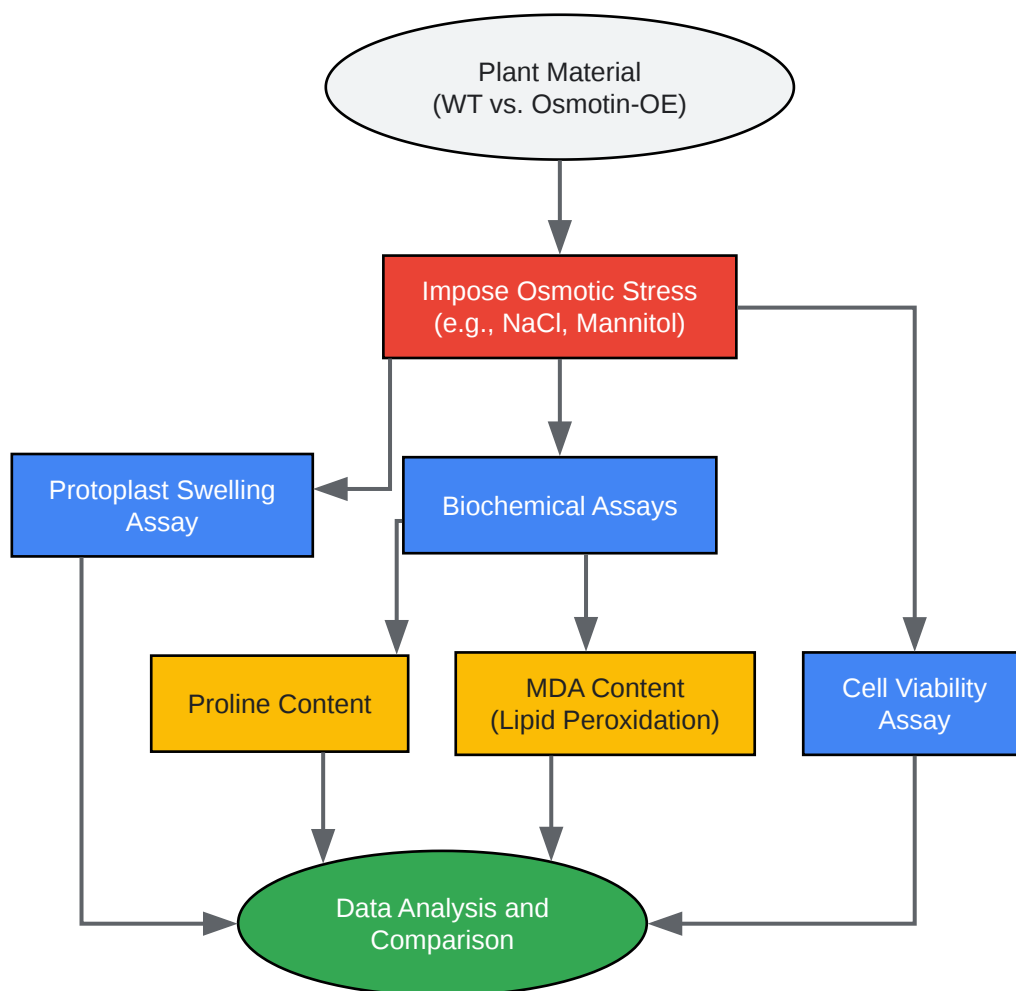 Plant Material
(WT vs. Osmotin-OE)
Impose Osmotic Stress
(e.g., NaCl, Mannitol)
Protoplast Swelling
Assay
Biochemical Assays
Proline Content
MDA Content
(Lipid Peroxidation)
Cell Viability
Assay
Data Analysis and
Comparison